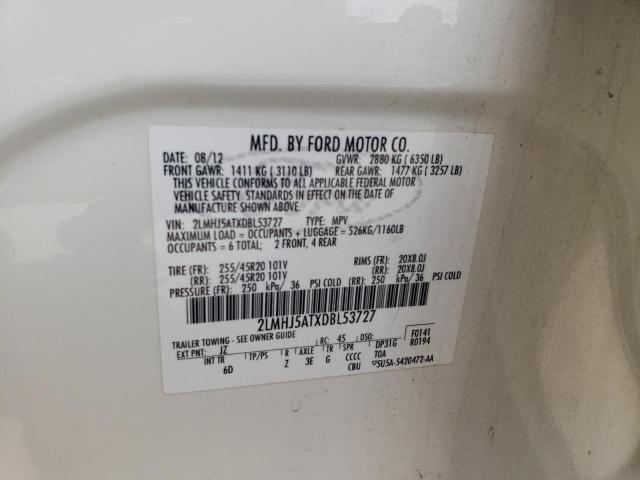 MFD. BY FORD MOTOR CO.
DATE: 08/12 GVWR: 2880 KG ( 6350 LB)
FRONT GAWR: 1411 KG ( 3110 LB) REAR GAWR: 1477 KG ( 3257 LB)
THIS VEHICLE CONFORMS TO ALL APPLICABLE FEDERAL MOTOR
VEHICLE SAFETY STANDARDS IN EFFECT ON THE DATE OF MANUFACTURE
SHOWN ABOVE.
VIN: 2LMHJ5ATXDBL53727 TYPE: MPV
MAXIMUM LOAD = OCCUPANTS + LUGGAGE = 526KG/1160LB
OCCUPANTS = 6 TOTAL; 2 FRONT, 4 REAR
TIRE (FR): 255/45R20 101V RIMS (FR): 20X8.0J
(RR): 255/45R20 101V (RR): 20X8.0J
PRESSURE (FR): 250 kPa/ 36 PSI COLD (RR): 250 kPa/ 36 PSI COLD
2LMHJ5ATXDBL53727
TRAILER TOWING - SEE OWNER GUIDE F0141
EXT PNT: JZ RC: 45 DSO: R0194
INT TR TP/PS R AXLE TR SPR DP3TG
6D Z 3E G CCCC TOA
CBU 5U5A-5420472-AA